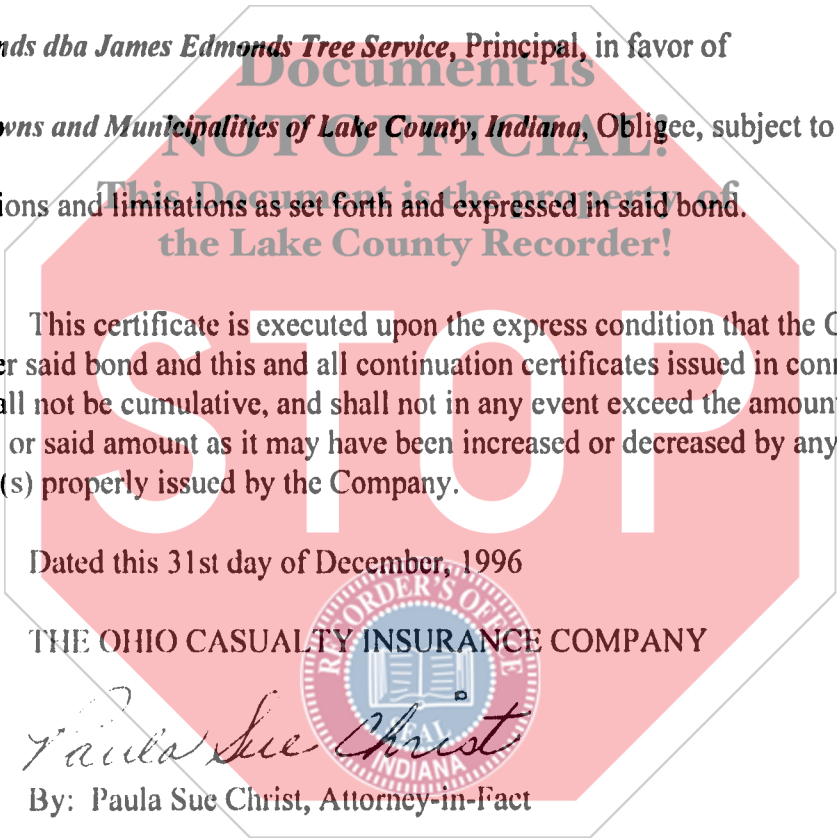 nds dba James Edmonds Tree Service, Principal, in favor of
Document is
wns and Municipalities of Lake County, Indiana, Obligee, subject to
NOT OFFICIAL!
This Document is the property of
ions and limitations as set forth and expressed in said bond.
the Lake County Recorder!
This certificate is executed upon the express condition that the C
er said bond and this and all continuation certificates issued in conn
all not be cumulative, and shall not in any event exceed the amoun
or said amount as it may have been increased or decreased by any
(s) properly issued by the Company.
STOP
Dated this 31st day of December, 1996
RECORDER'S OFFICE
THE OHIO CASUALTY INSURANCE COMPANY
Paula Sue Christ
SEAL
INDIANA
By: Paula Sue Christ, Attorney-in-Fact